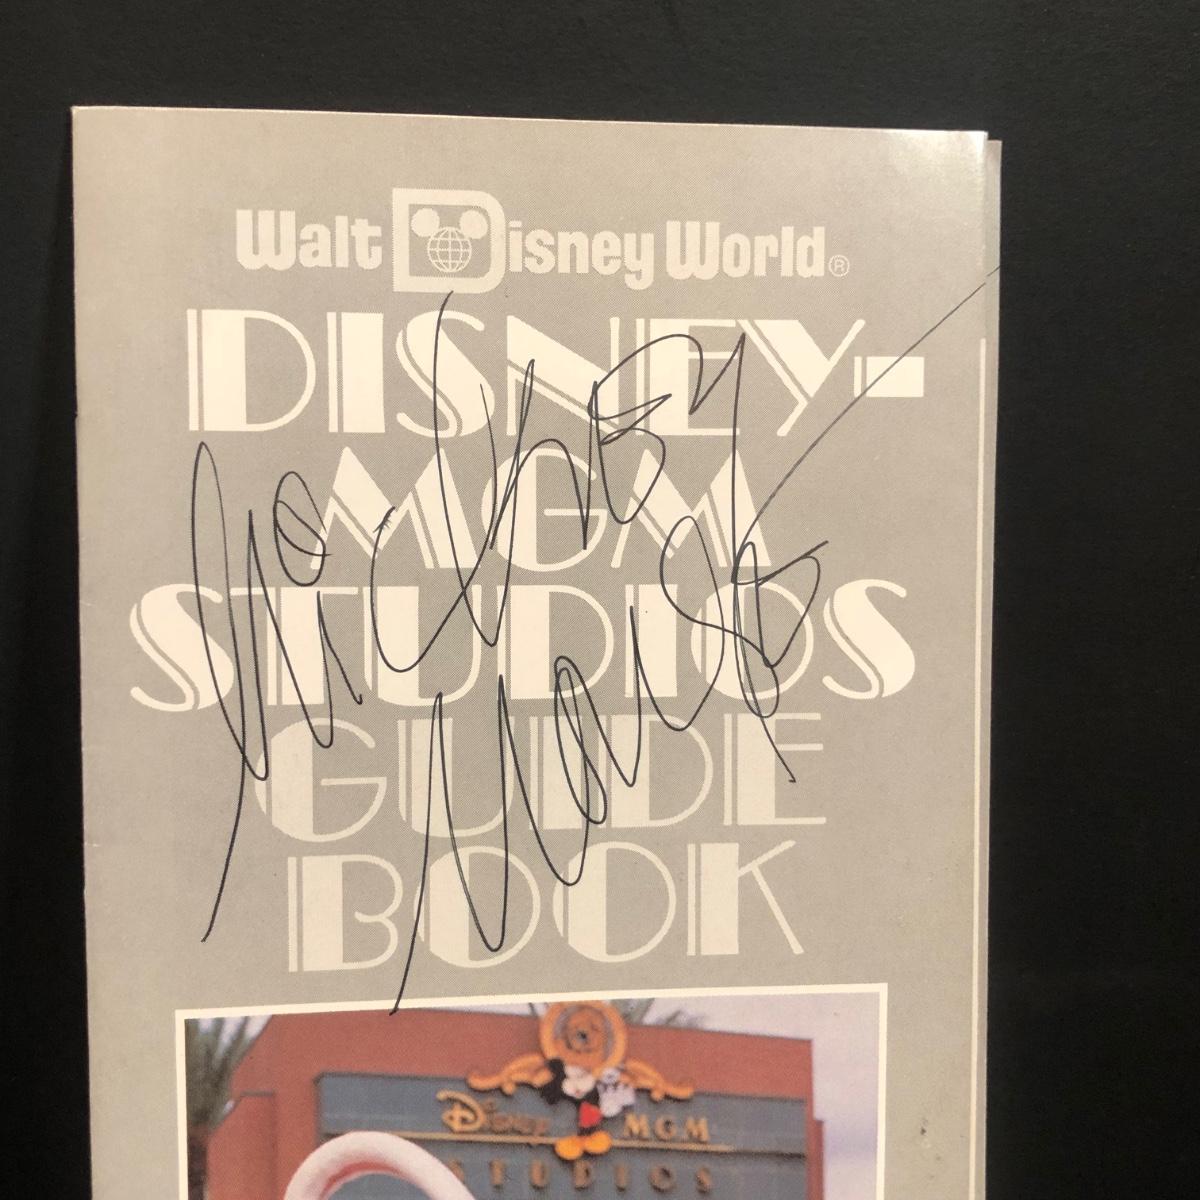 Walt Disney World®
DISNEY-
MGM
STUDIOS
GUIDE
BOOK
Mickey
Mouse
Disney MGM
STUDIOS